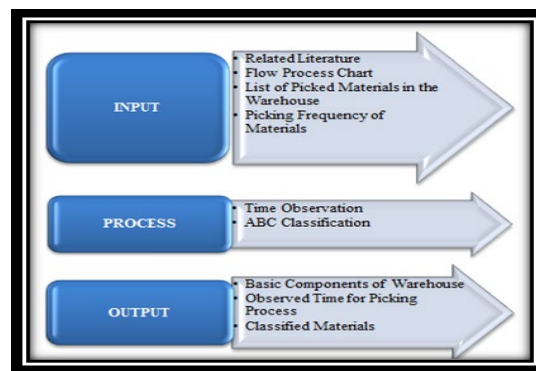 INPUT
• Related Literature
• Flow Process Chart
• List of Picked Materials in the
Warehouse
• Picking Frequency of
Materials
PROCESS
• Time Observation
• ABC Classification
OUTPUT
• Basic Components of Warehouse
• Observed Time for Picking
Process
• Classified Materials